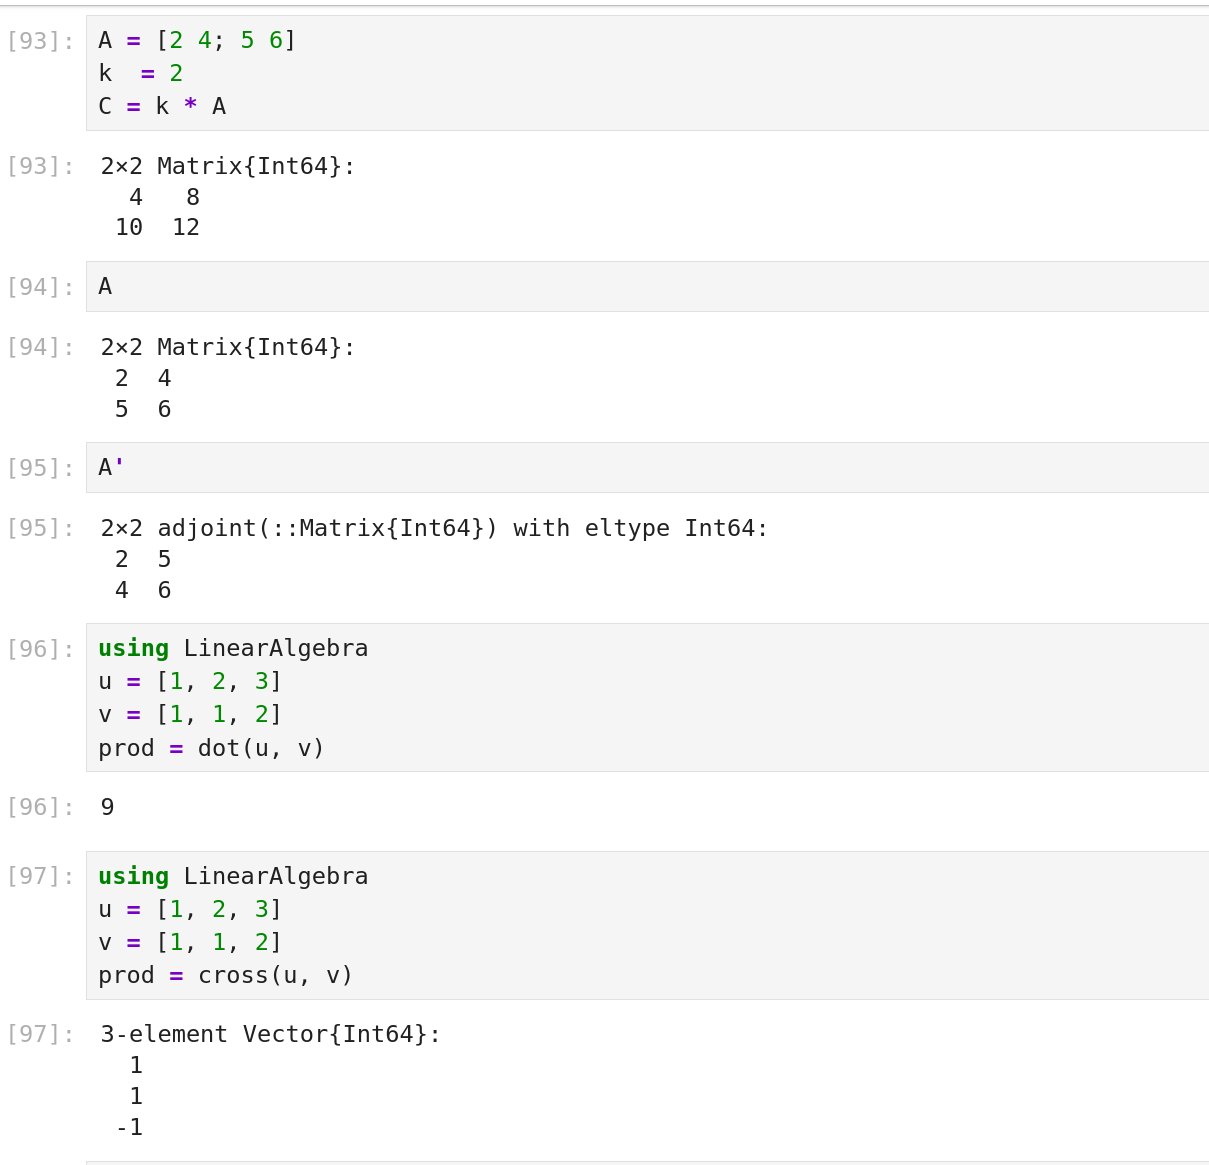 [93]: A = [2 4; 5 6]
k  = 2
C = k * A
[93]: 2×2 Matrix{Int64}:
  4   8
 10  12
[94]: A
[94]: 2×2 Matrix{Int64}:
 2  4
 5  6
[95]: A'
[95]: 2×2 adjoint(::Matrix{Int64}) with eltype Int64:
 2  5
 4  6
[96]: using LinearAlgebra
u = [1, 2, 3]
v = [1, 1, 2]
prod = dot(u, v)
[96]: 9
[97]: using LinearAlgebra
u = [1, 2, 3]
v = [1, 1, 2]
prod = cross(u, v)
[97]: 3-element Vector{Int64}:
  1
  1
 -1